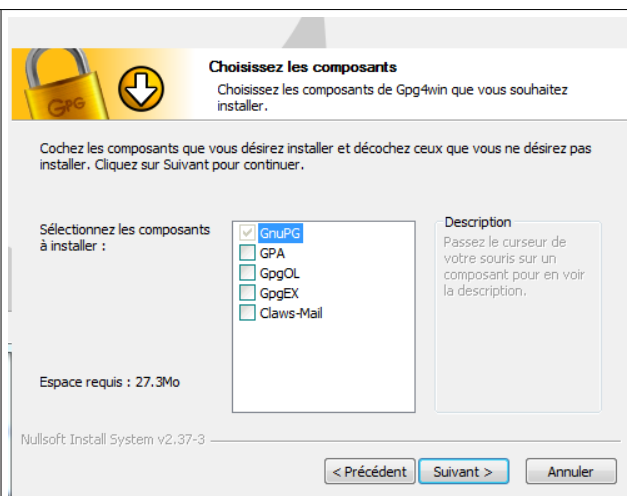 GPG
Choisissez les composants
Choisissez les composants de Gpg4win que vous souhaitez
installer.
Cochez les composants que vous désirez installer et décochez ceux que vous ne désirez pas
installer. Cliquez sur Suivant pour continuer.
Sélectionnez les composants
à installer :
GnuPG
GPA
GpgOL
GpgEX
Claws-Mail
Description
Passez le curseur de
votre souris sur un
composant pour en voir
la description.
Espace requis : 27.3Mo
Nullsoft Install System v2.37-3
< Précédent
Suivant >
Annuler